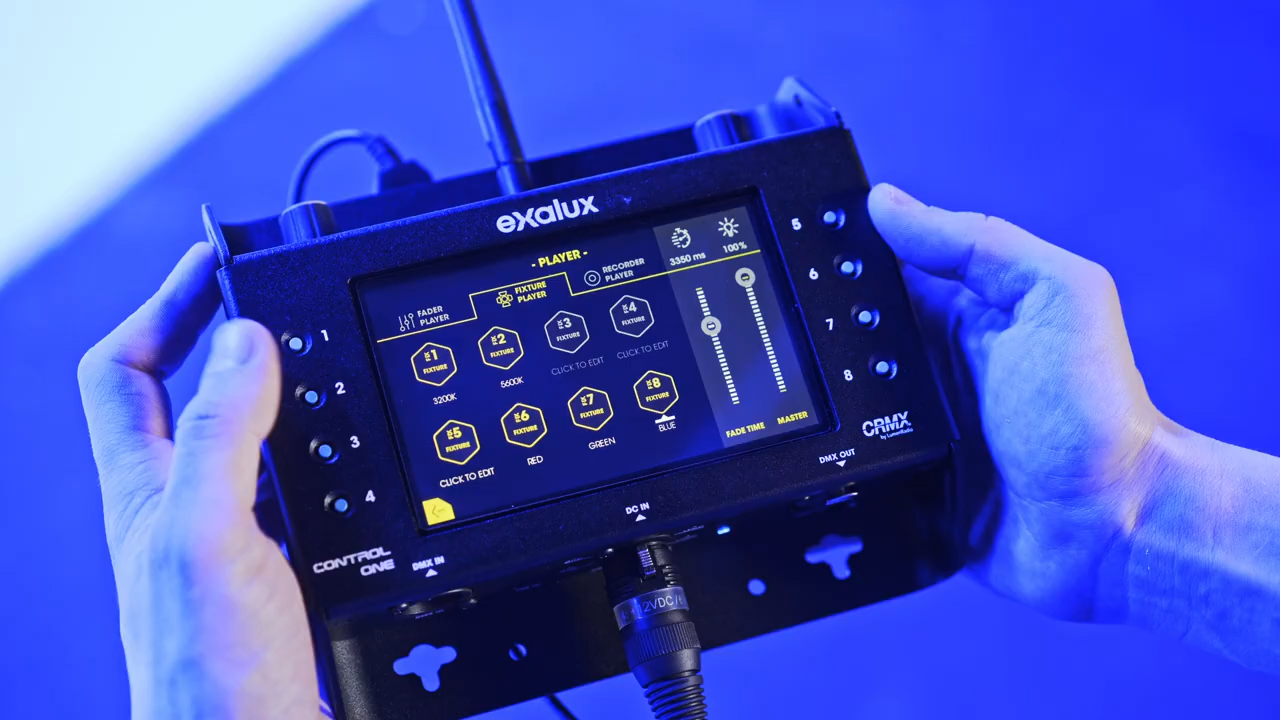 exalux
- PLAYER -
FADER
PLAYER
FIXTURE
PLAYER
RECORDER
PLAYER
3350 ms
100%
1
FIXTURE
3200K
2
FIXTURE
5600K
3
FIXTURE
CLICK TO EDIT
4
FIXTURE
CLICK TO EDIT
5
FIXTURE
CLICK TO EDIT
6
FIXTURE
RED
7
FIXTURE
GREEN
8
FIXTURE
BLUE
FADE TIME
MASTER
1
2
3
4
5
6
7
8
CONTROL
ONE
CRMX
by LumenRadio
DMX IN
DC IN
DMX OUT
12VDC /